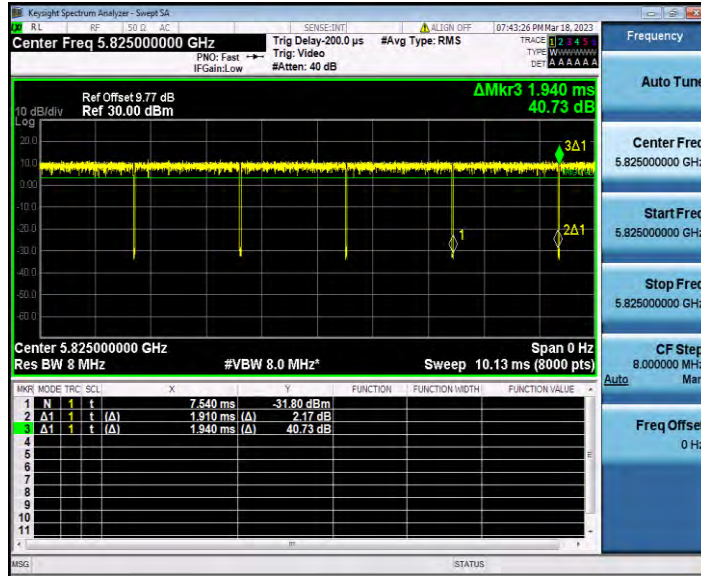 Keysight Spectrum Analyzer - Swept SA
RL RF 50 Ω AC SENSE:INT ALIGN OFF 07:43:26 PM Mar 18, 2023
Center Freq 5.825000000 GHz
PNO: Fast
IFGain:Low
Trig Delay-200.0 µs
Trig: Video
#Atten: 40 dB
#Avg Type: RMS
TRACE 1 2 3 4 5 6
TYPE WWWWWW
DET A A A A A A
ΔMkr3 1.940 ms
40.73 dB
Ref Offset 9.77 dB
10 dB/div Ref 30.00 dBm
Log
20.0
10.0
0.00
-10.0
-20.0
-30.0
-40.0
-50.0
-60.0
3Δ1
1
2Δ1
Center 5.825000000 GHz Span 0 Hz
Res BW 8 MHz #VBW 8.0 MHz* Sweep 10.13 ms (8000 pts)
MKR MODE TRC SCL X Y FUNCTION FUNCTION WIDTH FUNCTION VALUE
1 N 1 t 7.540 ms -31.80 dBm
2 Δ1 1 t (Δ) 1.910 ms (Δ) 2.17 dB
3 Δ1 1 t (Δ) 1.940 ms (Δ) 40.73 dB
4
5
6
7
8
9
10
11
MSG STATUS
Frequency
Auto Tune
Center Freq
5.825000000 GHz
Start Freq
5.825000000 GHz
Stop Freq
5.825000000 GHz
CF Step
8.000000 MHz
Auto Man
Freq Offset
0 Hz